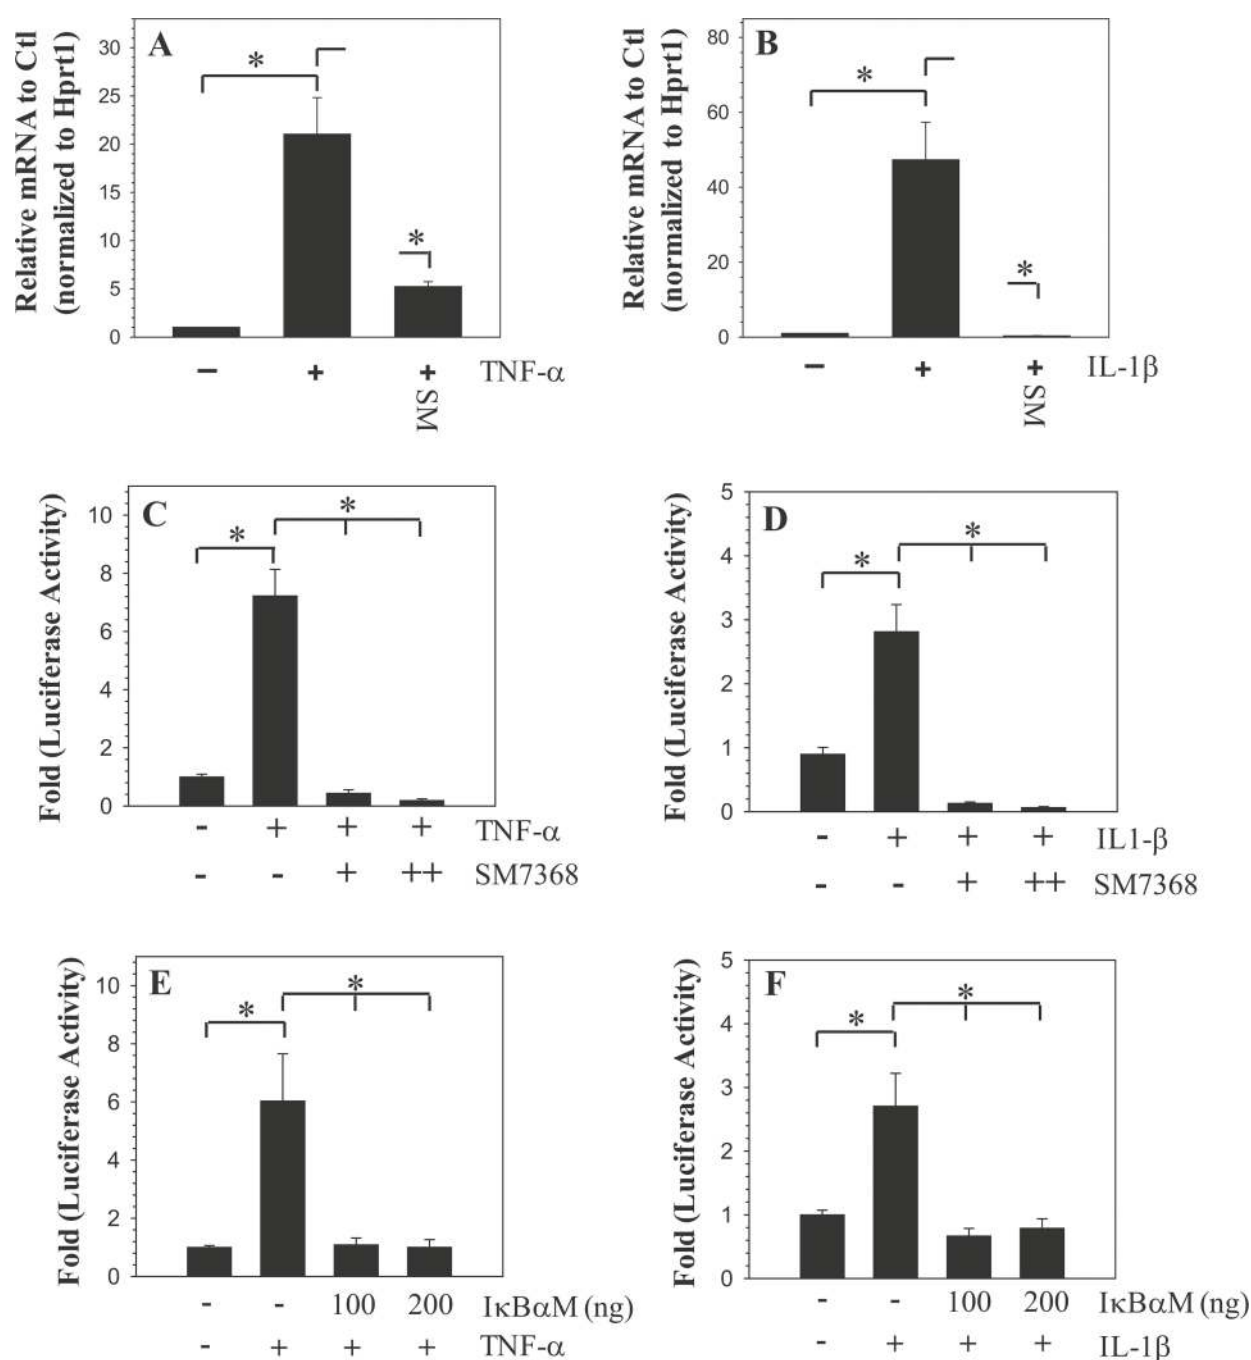 A
Relative mRNA to Ctl
(normalized to Hprt1)
30
25
20
15
10
5
0
*
*
− + + TNF-α
SM
B
Relative mRNA to Ctl
(normalized to Hprt1)
80
60
40
20
0
*
*
− + + IL-1β
SM
C
Fold (Luciferase Activity)
10
8
6
4
2
0
*
*
- + + + TNF-α
- - + ++ SM7368
D
Fold (Luciferase Activity)
5
4
3
2
1
0
*
*
- + + + IL1-β
- - + ++ SM7368
E
Fold (Luciferase Activity)
10
8
6
4
2
0
*
*
- - 100 200 IκBαM (ng)
- + + + TNF-α
F
Fold (Luciferase Activity)
5
4
3
2
1
0
*
*
- - 100 200 IκBαM (ng)
- + + + IL-1β